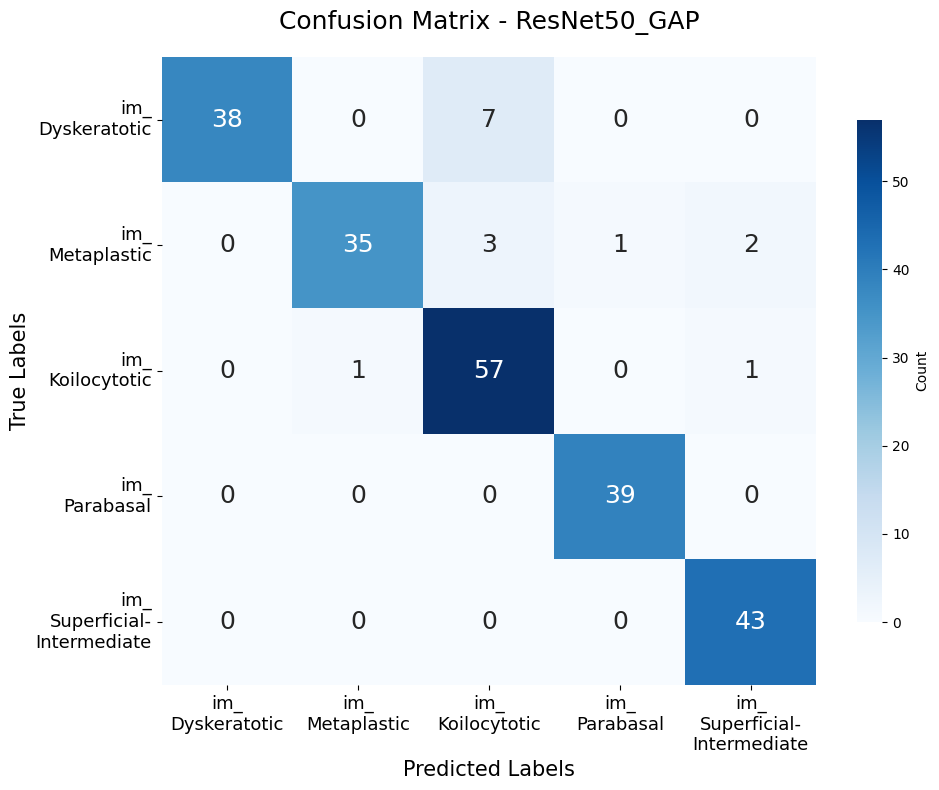 Confusion Matrix - ResNet50_GAP
im_
Dyskeratotic
38 0 7 0 0
im_
Metaplastic
0 35 3 1 2
im_
Koilocytotic
0 1 57 0 1
im_
Parabasal
0 0 0 39 0
im_
Superficial-
Intermediate
0 0 0 0 43
True Labels
im_
Dyskeratotic
im_
Metaplastic
im_
Koilocytotic
im_
Parabasal
im_
Superficial-
Intermediate
Predicted Labels
50
40
30
20
10
0
Count